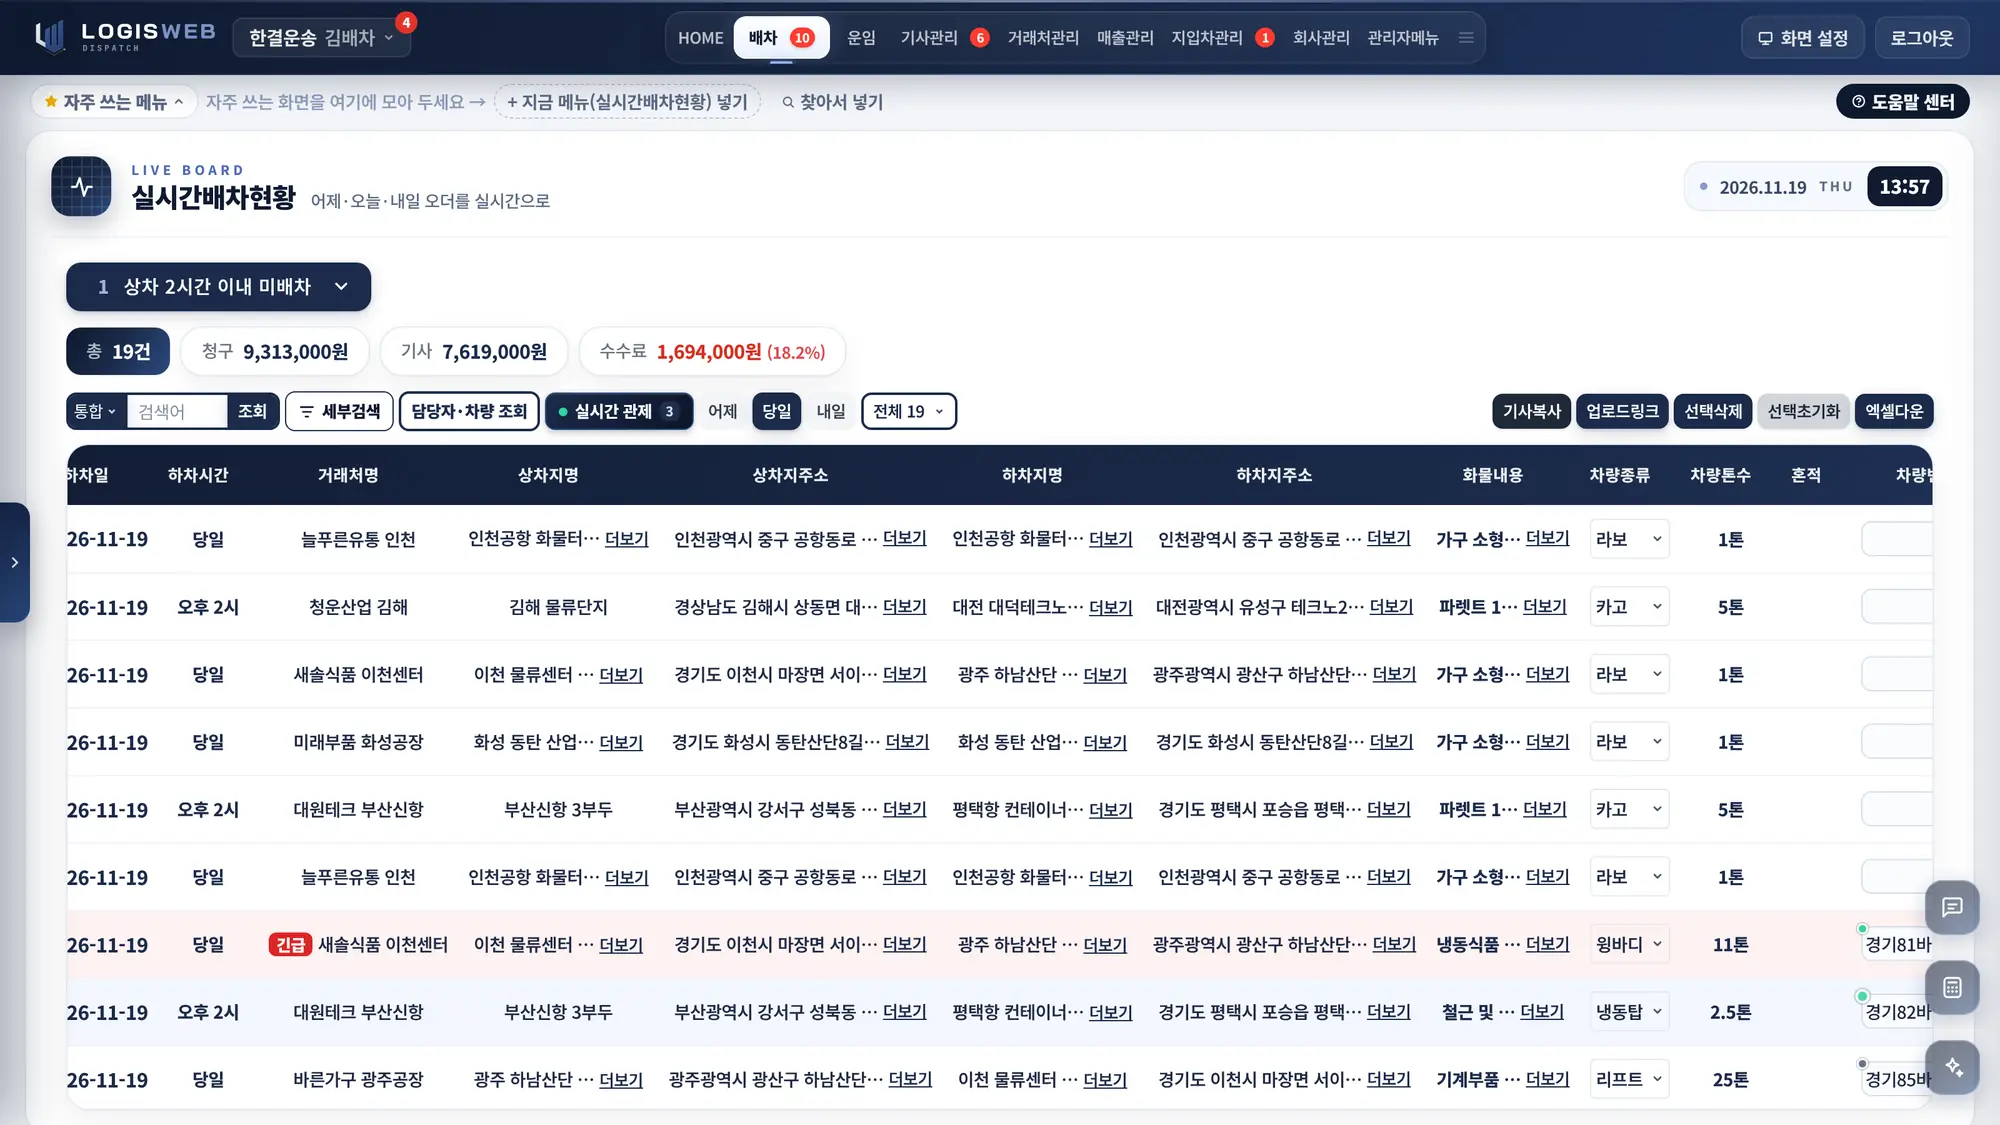 LOGISWEB
DISPATCH
한결운송 김배차
4
HOME 배차 10 운임 기사관리 6 거래처관리 매출관리 지입차관리 1 회사관리 관리자메뉴
화면 설정
로그아웃
자주 쓰는 메뉴 자주 쓰는 화면을 여기에 모아 두세요 → + 지금 메뉴(실시간배차현황) 넣기 찾아서 넣기
도움말 센터
LIVE BOARD
실시간배차현황 어제·오늘·내일 오더를 실시간으로
2026.11.19 THU 13:57
1 상차 2시간 이내 미배차
총 19건 청구 9,313,000원 기사 7,619,000원 수수료 1,694,000원 (18.2%)
통합 검색어 조회 세부검색 담당자·차량 조회 실시간 관제 3 어제 당일 내일 전체 19
기사복사 업로드링크 선택삭제 선택초기화 엑셀다운
하차일 하차시간 거래처명 상차지명 상차지주소 하차지명 하차지주소 화물내용 차량종류 차량톤수 혼적 차량번
26-11-19 당일 늘푸른유통 인천 인천공항 화물터··· 더보기 인천광역시 중구 공항동로 ··· 더보기 인천공항 화물터··· 더보기 인천광역시 중구 공항동로 ··· 더보기 가구 소형··· 더보기 라보 1톤
26-11-19 오후 2시 청운산업 김해 김해 물류단지 경상남도 김해시 상동면 대··· 더보기 대전 대덕테크노··· 더보기 대전광역시 유성구 테크노2··· 더보기 파렛트 1··· 더보기 카고 5톤
26-11-19 당일 새솔식품 이천센터 이천 물류센터 ··· 더보기 경기도 이천시 마장면 서이··· 더보기 광주 하남산단 ··· 더보기 광주광역시 광산구 하남산단··· 더보기 가구 소형··· 더보기 라보 1톤
26-11-19 당일 미래부품 화성공장 화성 동탄 산업··· 더보기 경기도 화성시 동탄산단8길··· 더보기 화성 동탄 산업··· 더보기 경기도 화성시 동탄산단8길··· 더보기 가구 소형··· 더보기 라보 1톤
26-11-19 오후 2시 대원테크 부산신항 부산신항 3부두 부산광역시 강서구 성북동 ··· 더보기 평택항 컨테이너··· 더보기 경기도 평택시 포승읍 평택··· 더보기 파렛트 1··· 더보기 카고 5톤
26-11-19 당일 늘푸른유통 인천 인천공항 화물터··· 더보기 인천광역시 중구 공항동로 ··· 더보기 인천공항 화물터··· 더보기 인천광역시 중구 공항동로 ··· 더보기 가구 소형··· 더보기 라보 1톤
26-11-19 당일 긴급 새솔식품 이천센터 이천 물류센터 ··· 더보기 경기도 이천시 마장면 서이··· 더보기 광주 하남산단 ··· 더보기 광주광역시 광산구 하남산단··· 더보기 냉동식품 ··· 더보기 윙바디 11톤 경기81바
26-11-19 오후 2시 대원테크 부산신항 부산신항 3부두 부산광역시 강서구 성북동 ··· 더보기 평택항 컨테이너··· 더보기 경기도 평택시 포승읍 평택··· 더보기 철근 및 ··· 더보기 냉동탑 2.5톤 경기82바
26-11-19 당일 바른가구 광주공장 광주 하남산단 ··· 더보기 광주광역시 광산구 하남산단··· 더보기 이천 물류센터 ··· 더보기 경기도 이천시 마장면 서이··· 더보기 기계부품 ··· 더보기 리프트 25톤 경기85바